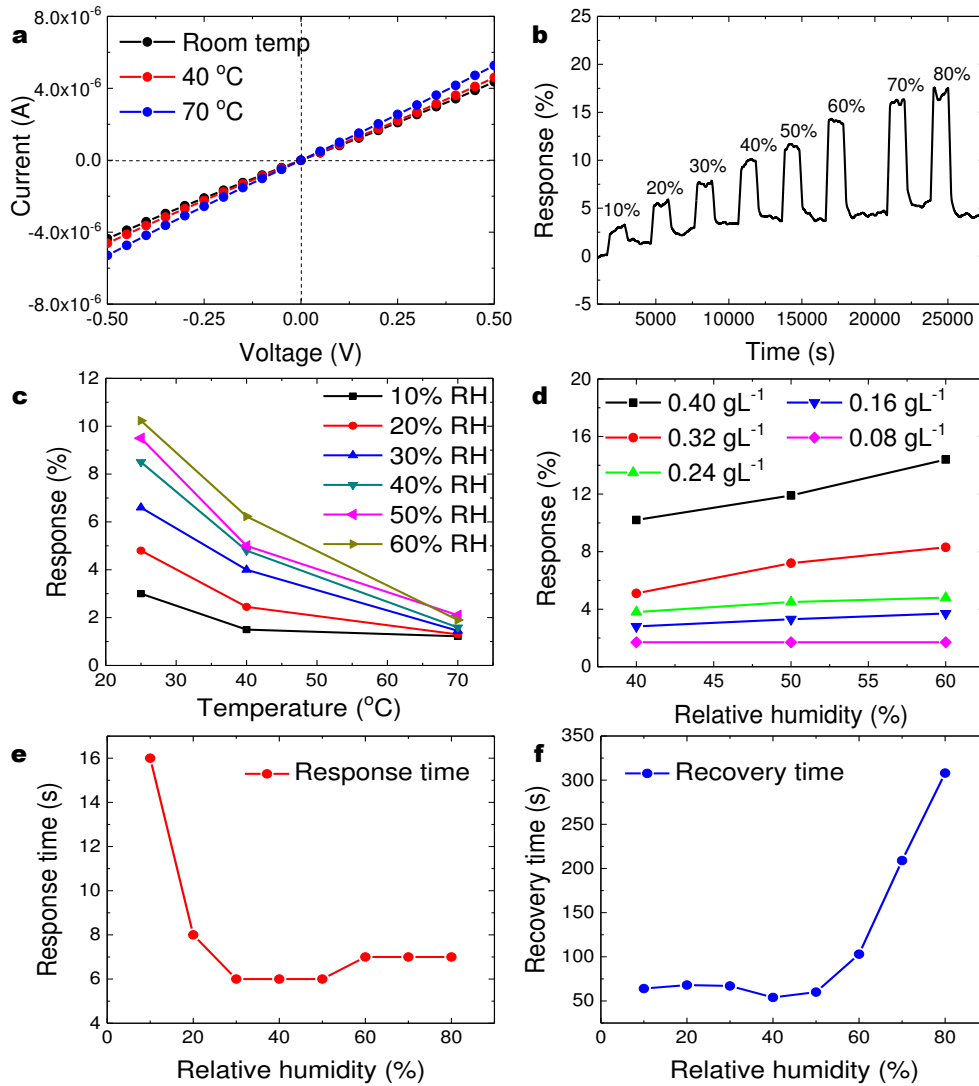 a
Room temp
40 °C
70 °C
Current (A)
4.0x10⁻⁶
0.0
-4.0x10⁻⁶
-8.0x10⁻⁶
-0.50 -0.25 0.00 0.25 0.50
Voltage (V)
b
Response (%)
25
20
15
10
5
0
-5
10%
20%
30%
40%
50%
60%
70%
80%
5000 10000 15000 20000 25000
Time (s)
c
Response (%)
12
10
8
6
4
2
0
10% RH
20% RH
30% RH
40% RH
50% RH
60% RH
20 30 40 50 60 70
Temperature (°C)
d
Response (%)
20
16
12
8
4
0
0.40 gL⁻¹
0.32 gL⁻¹
0.24 gL⁻¹
0.16 gL⁻¹
0.08 gL⁻¹
40 45 50 55 60
Relative humidity (%)
e
Response time (s)
16
14
12
10
8
6
4
Response time
0 20 40 60 80
Relative humidity (%)
f
Recovery time (s)
350
300
250
200
150
100
50
Recovery time
0 20 40 60 80
Relative humidity (%)